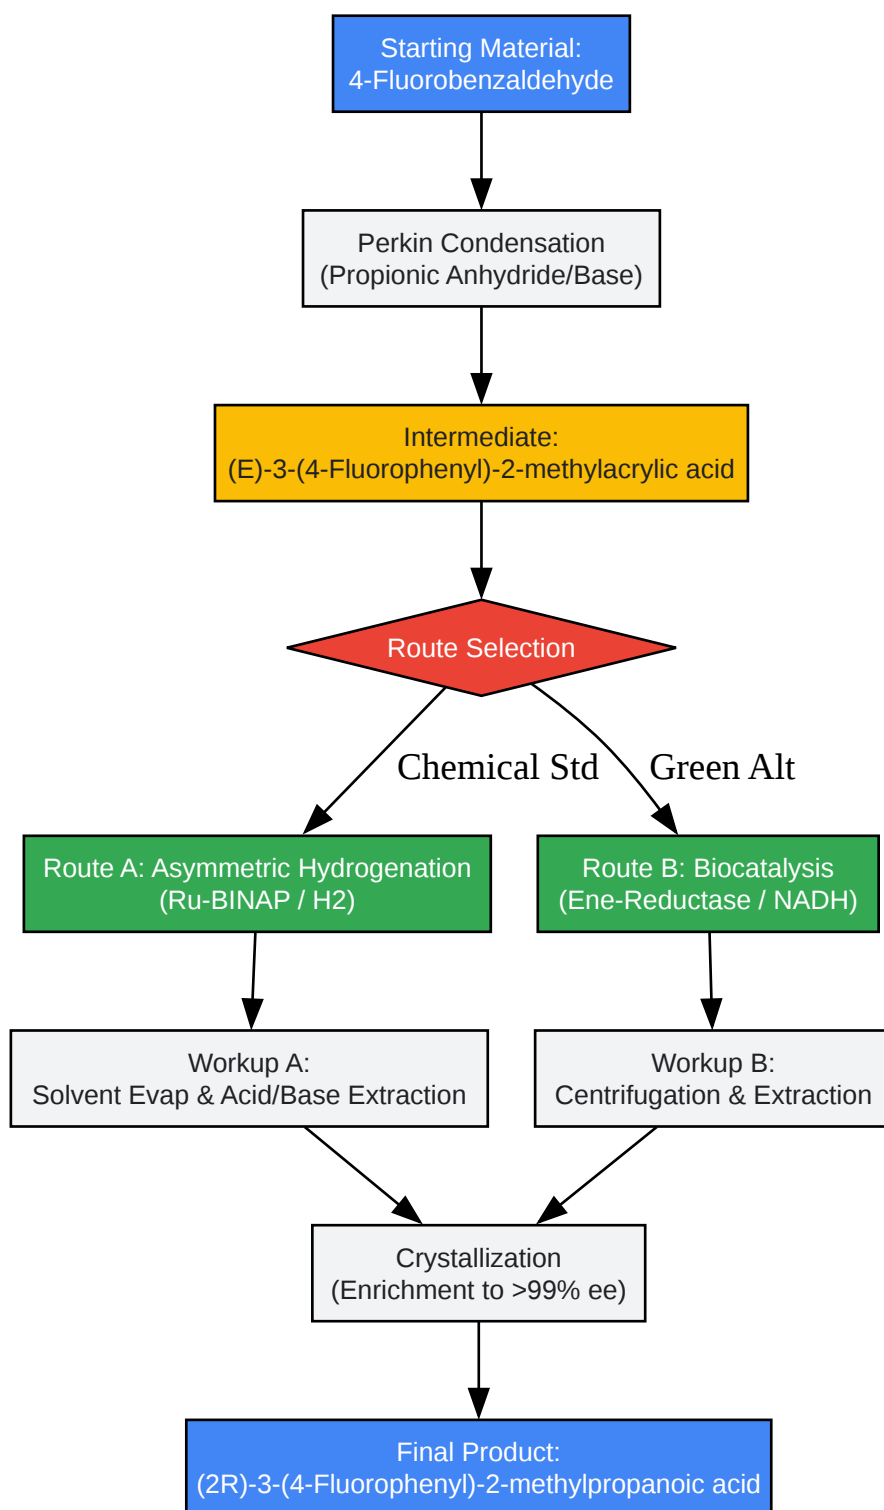 Starting Material:
4-Fluorobenzaldehyde
Perkin Condensation
(Propionic Anhydride/Base)
Intermediate:
(E)-3-(4-Fluorophenyl)-2-methylacrylic acid
Route Selection
Chemical Std
Green Alt
Route A: Asymmetric Hydrogenation
(Ru-BINAP / H2)
Route B: Biocatalysis
(Ene-Reductase / NADH)
Workup A:
Solvent Evap & Acid/Base Extraction
Workup B:
Centrifugation & Extraction
Crystallization
(Enrichment to >99% ee)
Final Product:
(2R)-3-(4-Fluorophenyl)-2-methylpropanoic acid